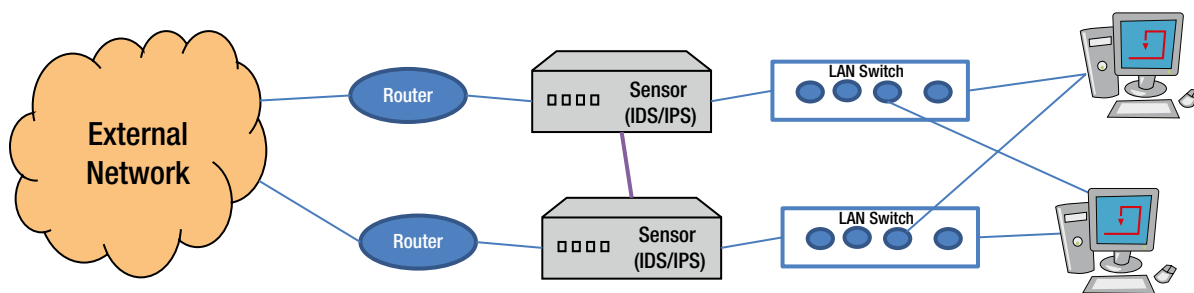 External
Network
Router
Sensor
(IDS/IPS)
LAN Switch
Router
Sensor
(IDS/IPS)
LAN Switch